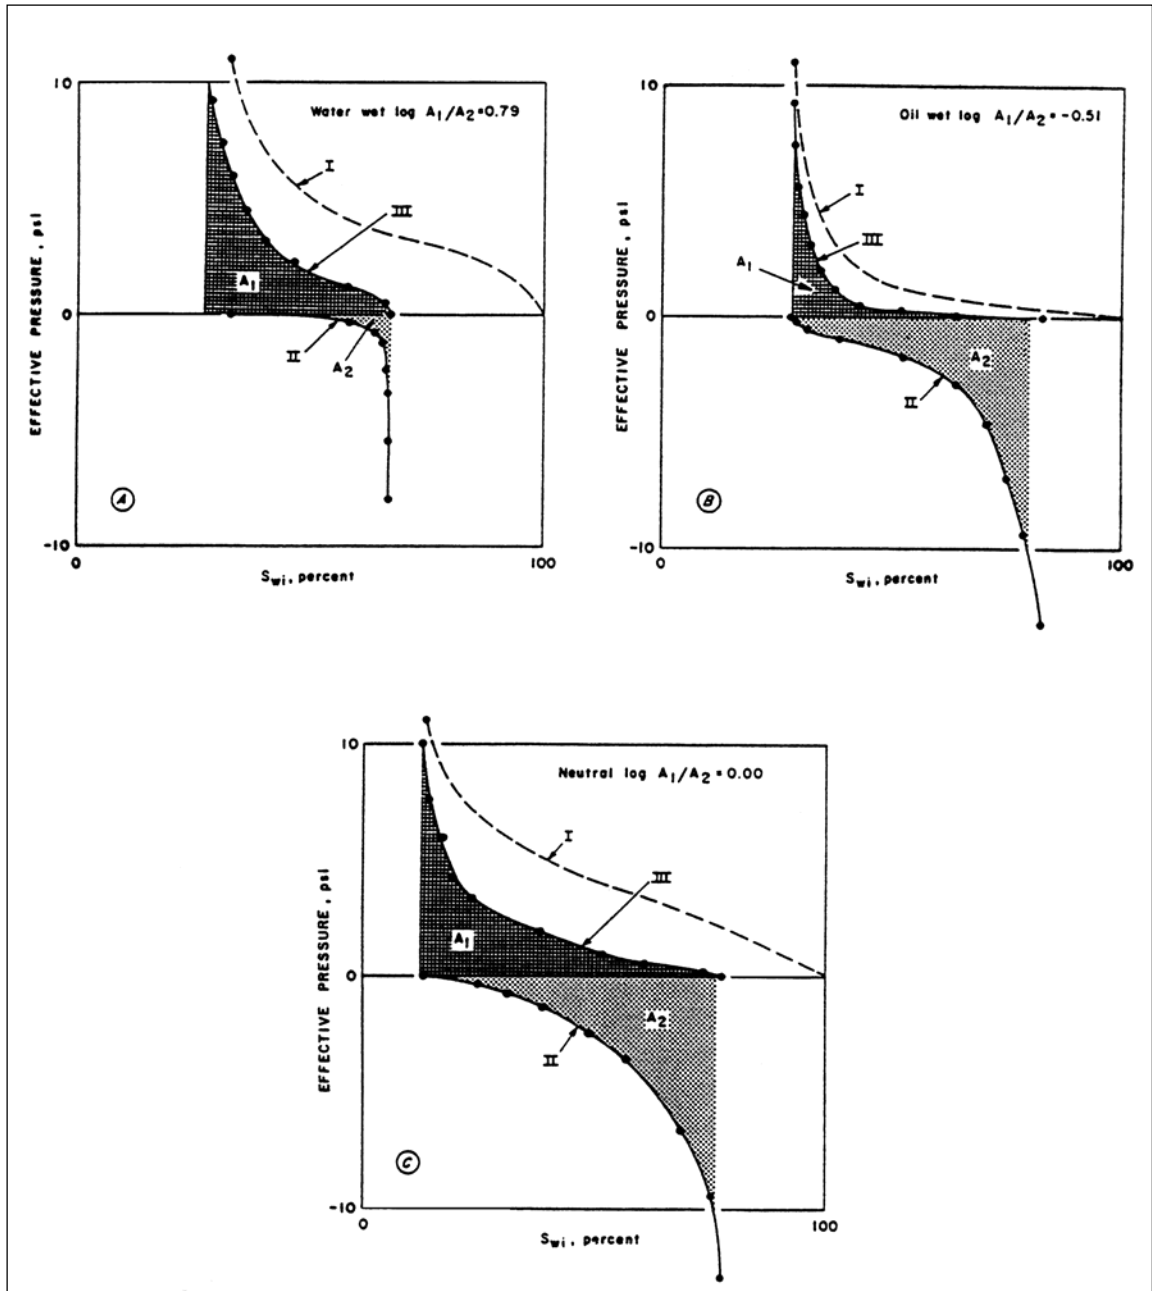 10
Water wet log A1/A2=0.79
I
III
A1
0
II
A2
EFFECTIVE PRESSURE, psi
A
-10
0
100
Swi, percent
10
Oil wet log A1/A2=-0.51
I
III
A1
0
A2
II
EFFECTIVE PRESSURE, psi
B
-10
0
100
Swi, percent
10
Neutral log A1/A2=0.00
I
III
A1
0
A2
II
EFFECTIVE PRESSURE, psi
C
-10
0
100
Swi, percent